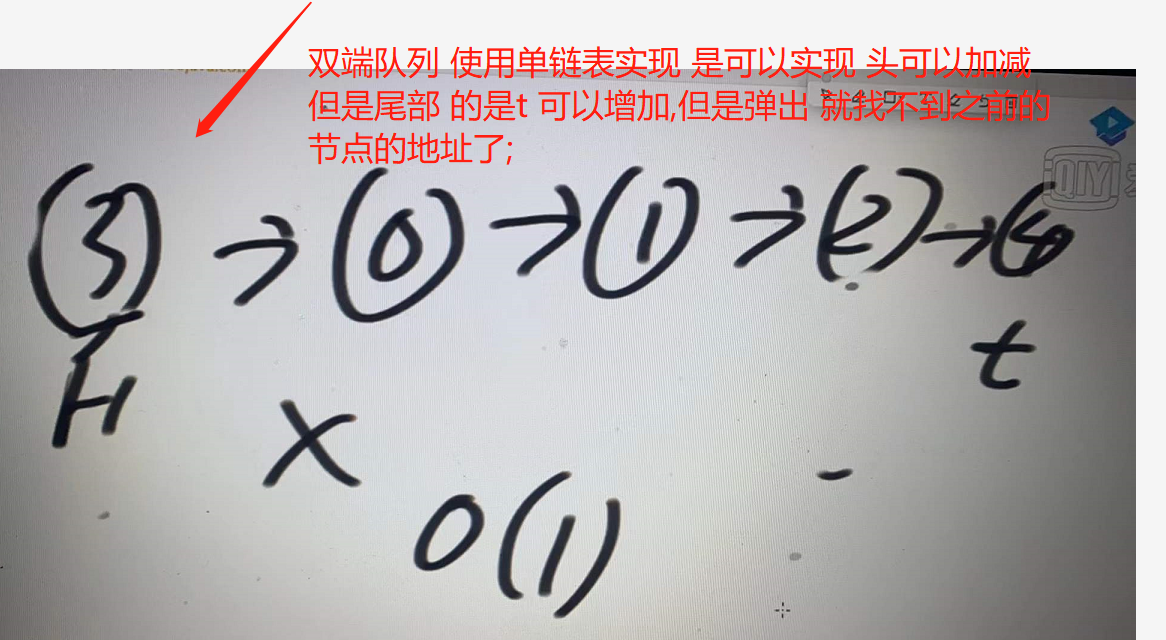 双端队列 使用单链表实现 是可以实现 头可以加减
但是尾部 的是t 可以增加,但是弹出 就找不到之前的
节点的地址了;
QIYI
(3) → (0) → (1) → (2) → (4)
H
t
X
O(1)